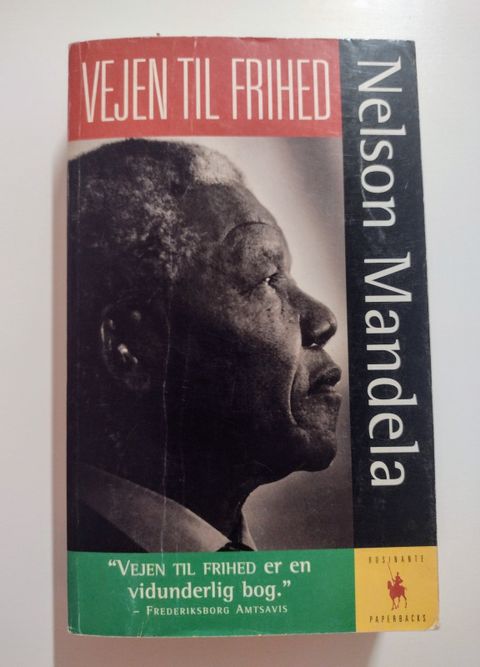 VEJEN TIL FRIHED
Nelson Mandela
“VEJEN TIL FRIHED er en
vidunderlig bog.”
– FREDERIKSBORG AMTSAVIS
ROSINANTE
PAPERBACKS